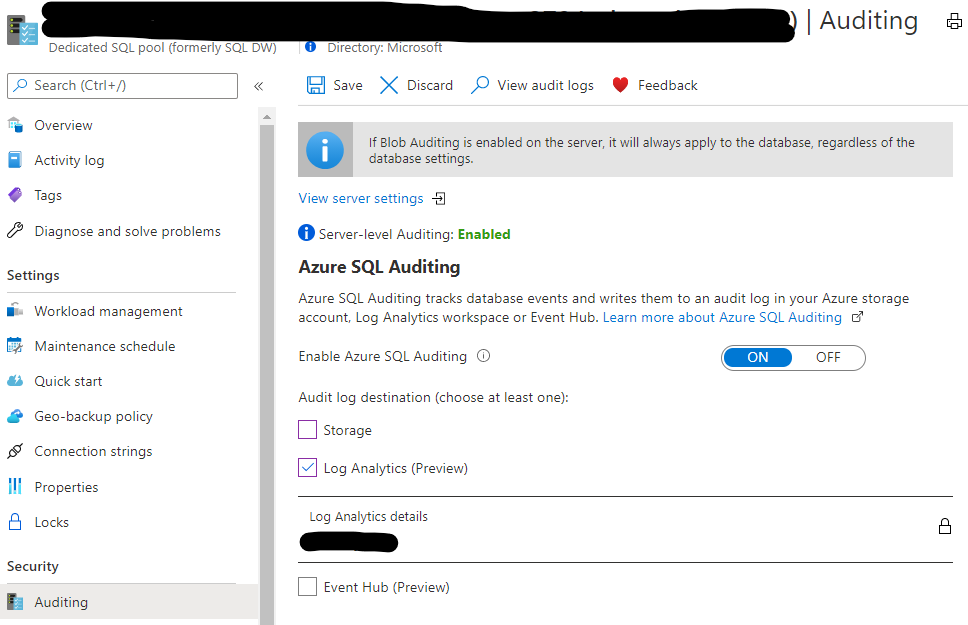 ) | Auditing
Dedicated SQL pool (formerly SQL DW)
Directory: Microsoft
Search (Ctrl+/)
«
Save
Discard
View audit logs
Feedback
Overview
Activity log
Tags
Diagnose and solve problems
Settings
Workload management
Maintenance schedule
Quick start
Geo-backup policy
Connection strings
Properties
Locks
Security
Auditing
If Blob Auditing is enabled on the server, it will always apply to the database, regardless of the
database settings.
View server settings
Server-level Auditing: Enabled
Azure SQL Auditing
Azure SQL Auditing tracks database events and writes them to an audit log in your Azure storage
account, Log Analytics workspace or Event Hub. Learn more about Azure SQL Auditing
Enable Azure SQL Auditing
ON OFF
Audit log destination (choose at least one):
Storage
Log Analytics (Preview)
Log Analytics details
Event Hub (Preview)